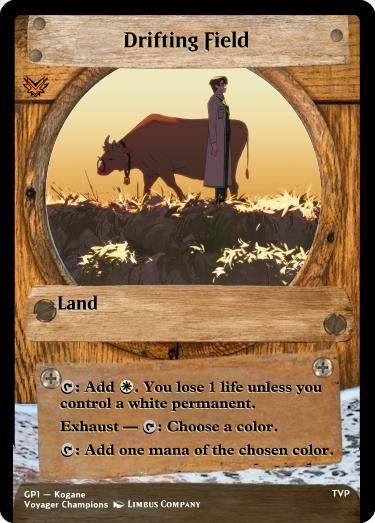 Drifting Field
Land
: Add . You lose 1 life unless you
control a white permanent.
Exhaust — : Choose a color.
: Add one mana of the chosen color.
GP1 — Kogane
TVP
Voyager Champions LIMBUS COMPANY